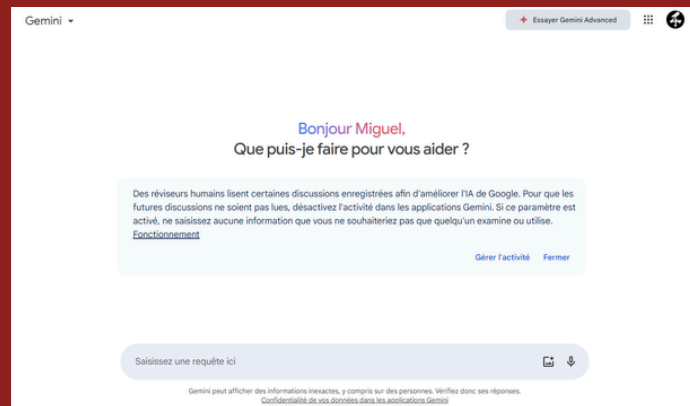 Gemini
Essayer Gemini Advanced
Bonjour Miguel,
Que puis-je faire pour vous aider ?
Des réviseurs humains lisent certaines discussions enregistrées afin d'améliorer l'IA de Google. Pour que les
futures discussions ne soient pas lues, désactivez l'activité dans les applications Gemini. Si ce paramètre est
activé, ne saisissez aucune information que vous ne souhaiteriez pas que quelqu'un examine ou utilise.
Fonctionnement
Gérer l'activité Fermer
Saisissez une requête ici
Gemini peut afficher des informations inexactes, y compris sur des personnes. Vérifiez donc ses réponses.
Confidentialité de vos données dans les applications Gemini